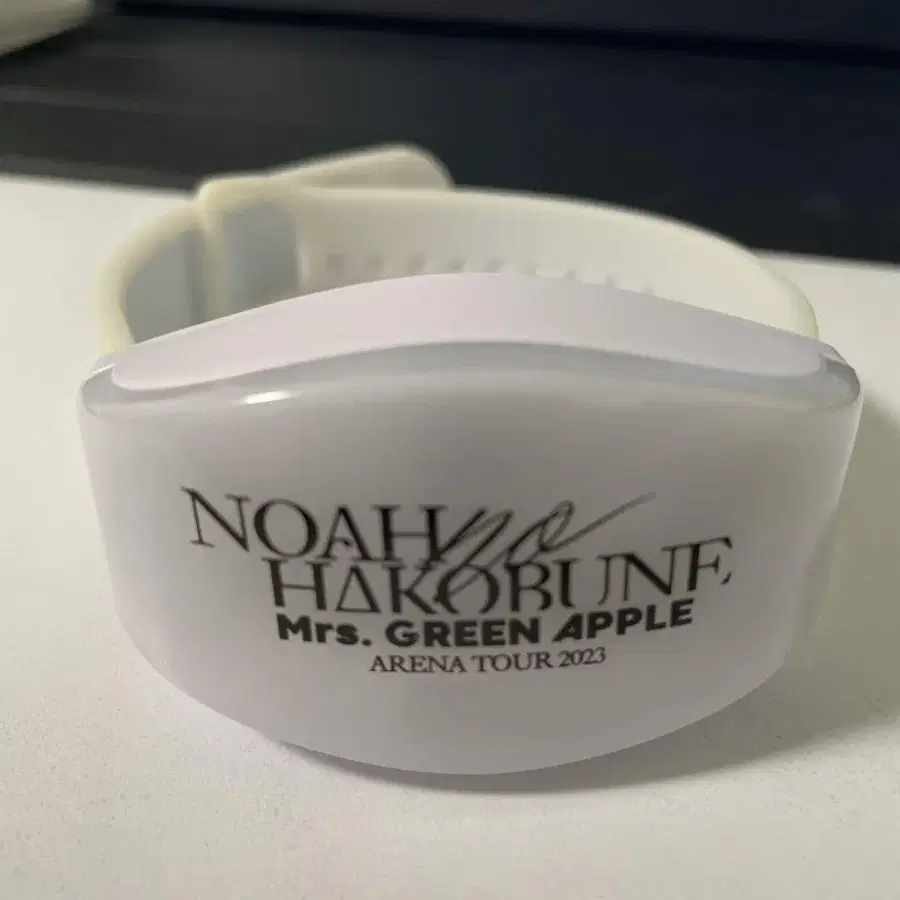 NOAH no
HAKOBUNE
Mrs. GREEN APPLE
ARENA TOUR 2023